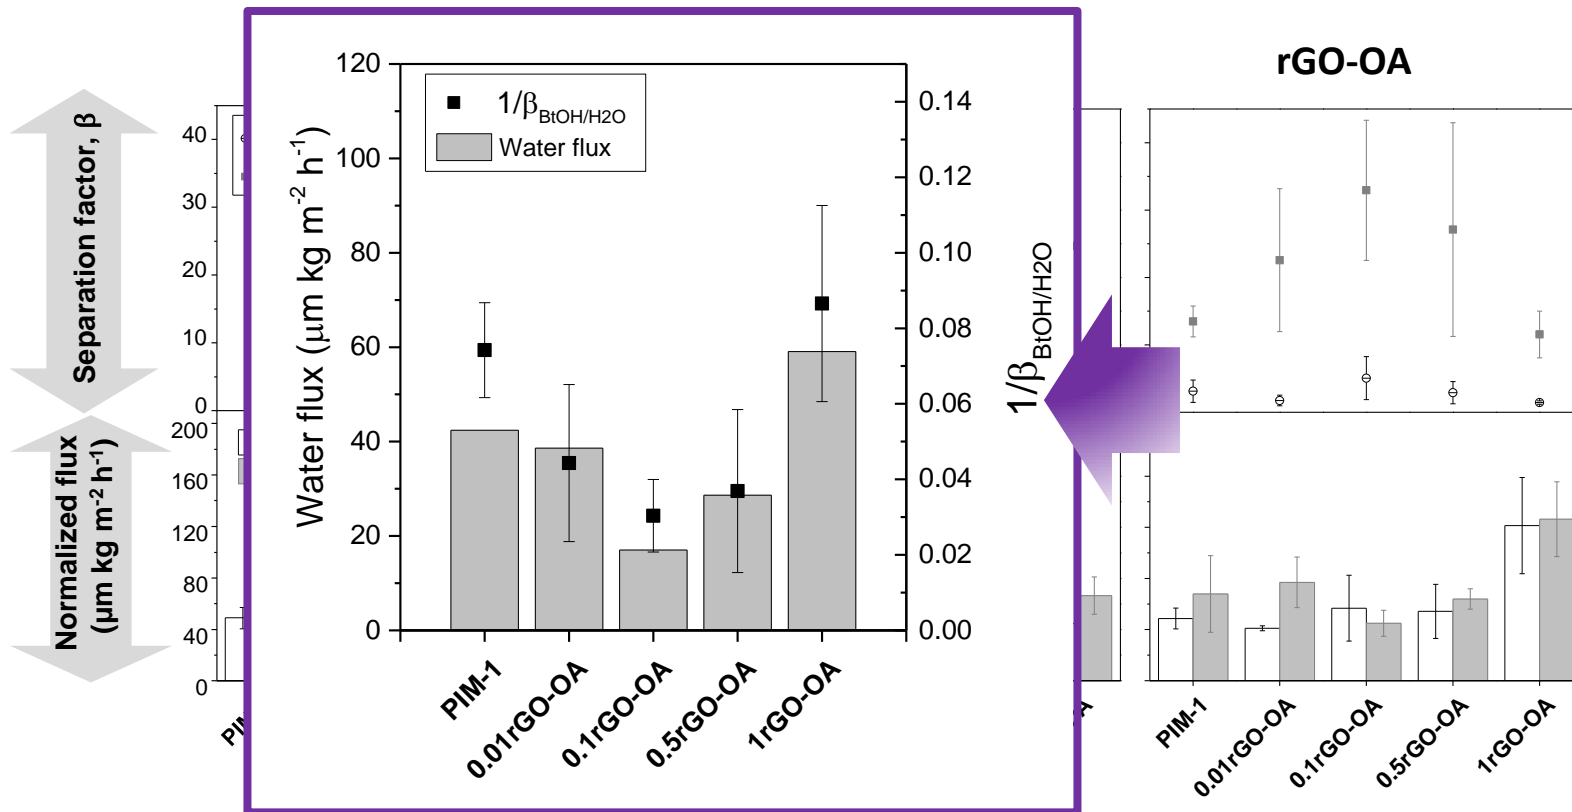 rGO-OA
Separation factor, β
Normalized flux
(μm kg m-2 h-1)
40
30
20
10
0
200
160
120
80
40
0
Water flux (μm kg m-2 h-1)
120
100
80
60
40
20
0
1/βBtOH/H2O
Water flux
0.14
0.12
0.10
0.08
0.06
0.04
0.02
0.00
1/βBtOH/H2O
PIM-1
0.01rGO-OA
0.1rGO-OA
0.5rGO-OA
1rGO-OA
PIM-1
0.01rGO-OA
0.1rGO-OA
0.5rGO-OA
1rGO-OA